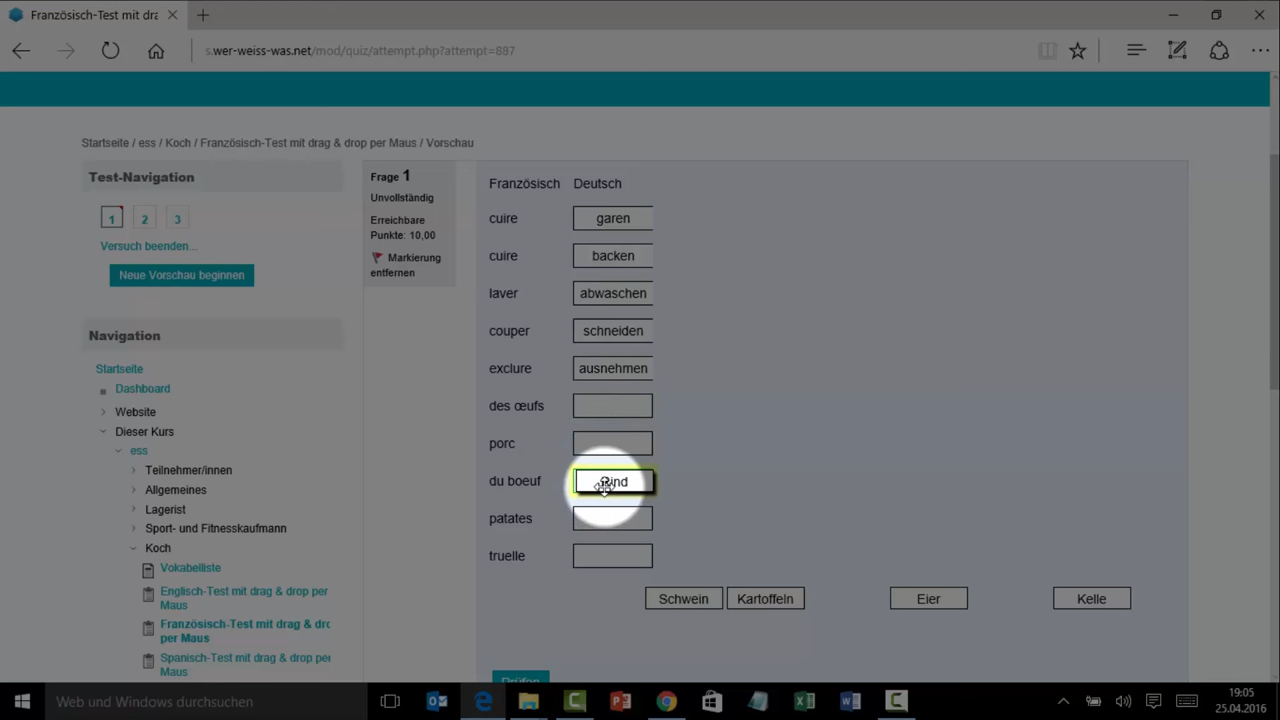 Französisch-Test mit dra
s.wer-weiss-was.net/mod/quiz/attempt.php?attempt=887
Startseite / ess / Koch / Französisch-Test mit drag & drop per Maus / Vorschau
Test-Navigation
1 2 3
Versuch beenden...
Neue Vorschau beginnen
Navigation
Startseite
Dashboard
Website
Dieser Kurs
ess
Teilnehmer/innen
Allgemeines
Lagerist
Sport- und Fitnesskaufmann
Koch
Vokabelliste
Englisch-Test mit drag & drop per
Maus
Französisch-Test mit drag & dro
per Maus
Spanisch-Test mit drag & drop per
Maus
Frage 1
Unvollständig
Erreichbare
Punkte: 10,00
Markierung
entfernen
Französisch Deutsch
cuire garen
cuire backen
laver abwaschen
couper schneiden
exclure ausnehmen
des œufs
porc
du boeuf Rind
patates
truelle
Schwein Kartoffeln Eier Kelle
Prüfen
Web und Windows durchsuchen
19:05
25.04.2016